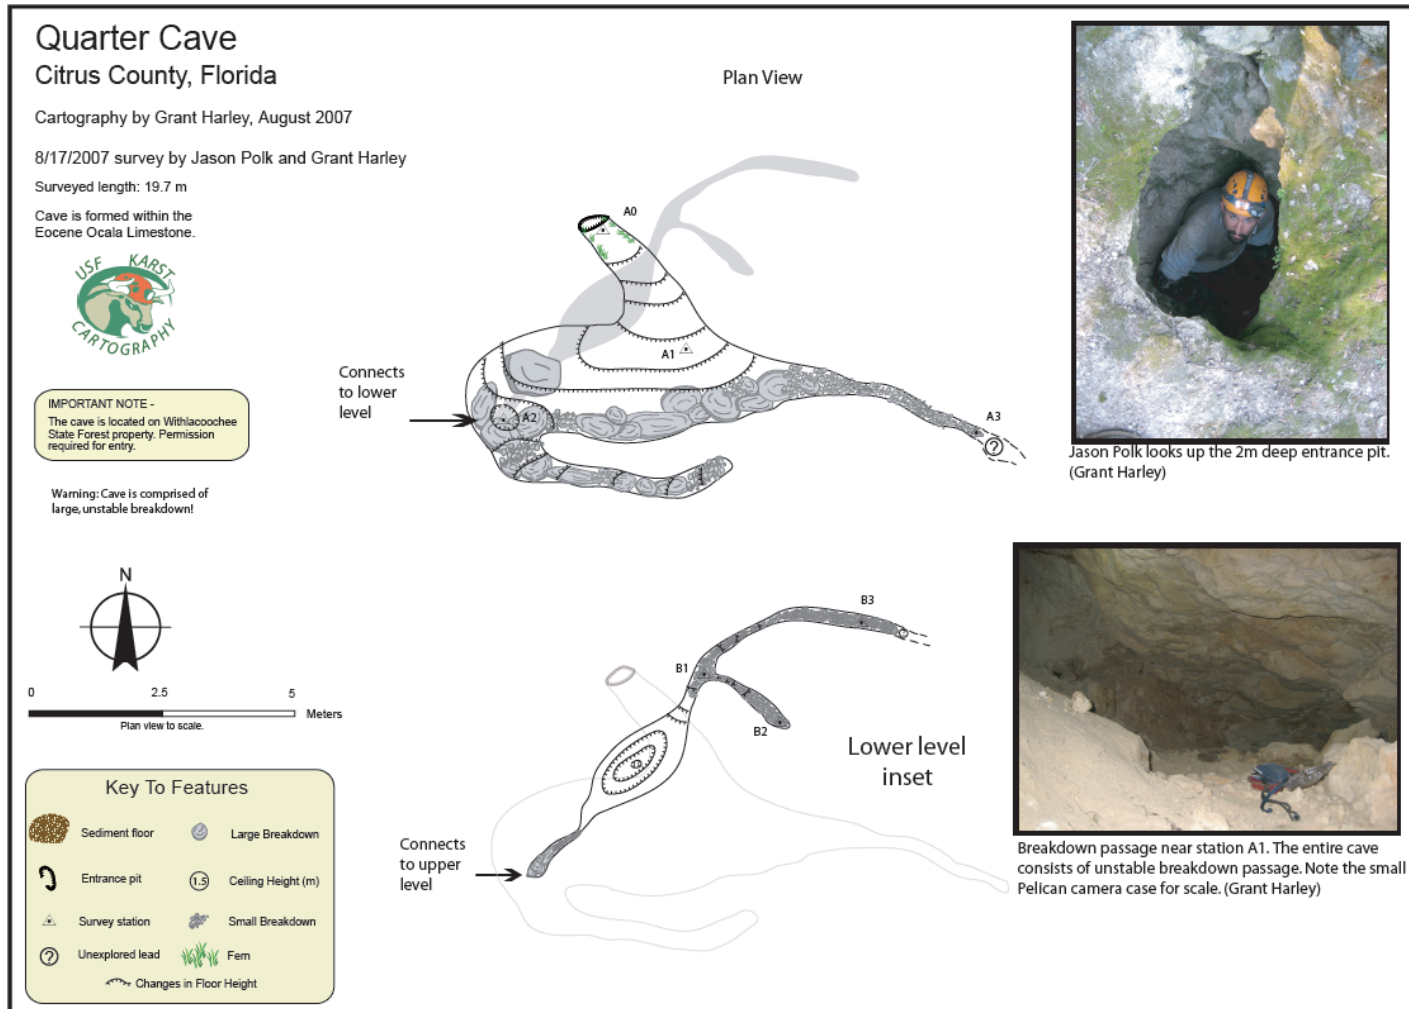 Quarter Cave
Citrus County, Florida
Cartography by Grant Harley, August 2007
8/17/2007 survey by Jason Polk and Grant Harley
Surveyed length: 19.7 m
Cave is formed within the
Eocene Ocala Limestone.
USF KARST
CARTOGRAPHY
IMPORTANT NOTE -
The cave is located on Withlacoochee
State Forest property. Permission
required for entry.
Warning: Cave is comprised of
large, unstable breakdown!
N
0 2.5 5
Meters
Plan view to scale.
Key To Features
Sediment floor
Large Breakdown
Entrance pit
1.5
Ceiling Height (m)
Survey station
Small Breakdown
?
Unexplored lead
Fern
Changes in Floor Height
Plan View
A0
A1
Connects
to lower
level
A2
A3
?
B3
B1
B2
Lower level
inset
Connects
to upper
level
Jason Polk looks up the 2m deep entrance pit.
(Grant Harley)
Breakdown passage near station A1. The entire cave
consists of unstable breakdown passage. Note the small
Pelican camera case for scale. (Grant Harley)